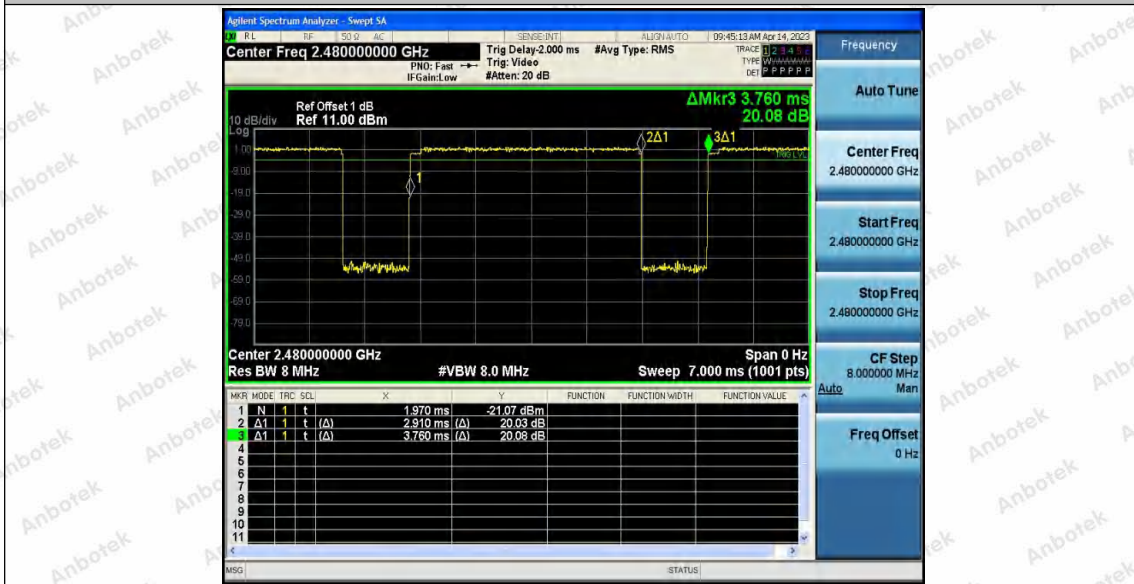 Agilent Spectrum Analyzer - Swept SA
LXI RL RF 50 Ω AC SENSE:INT ALIGN AUTO 09:45:13 AM Apr 14, 2023
Center Freq 2.480000000 GHz
PNO: Fast
IFGain:Low
Trig Delay-2.000 ms
Trig: Video
#Atten: 20 dB
#Avg Type: RMS
TRACE 1 2 3 4 5 6
TYPE WWWWWW
DET P P P P P P
Ref Offset 1 dB
10 dB/div Ref 11.00 dBm
Log
ΔMkr3 3.760 ms
20.08 dB
1.00
-9.00
-19.0
-29.0
-39.0
-49.0
-59.0
-69.0
-79.0
1
2Δ1
3Δ1
TRIG LVL
Center 2.480000000 GHz Span 0 Hz
Res BW 8 MHz #VBW 8.0 MHz Sweep 7.000 ms (1001 pts)
MKR MODE TRC SCL X Y FUNCTION FUNCTION WIDTH FUNCTION VALUE
1 N 1 t 1.970 ms -21.07 dBm
2 Δ1 1 t (Δ) 2.910 ms (Δ) 20.03 dB
3 Δ1 1 t (Δ) 3.760 ms (Δ) 20.08 dB
4
5
6
7
8
9
10
11
MSG STATUS
Frequency
Auto Tune
Center Freq
2.480000000 GHz
Start Freq
2.480000000 GHz
Stop Freq
2.480000000 GHz
CF Step
8.000000 MHz
Auto Man
Freq Offset
0 Hz
Anbotek